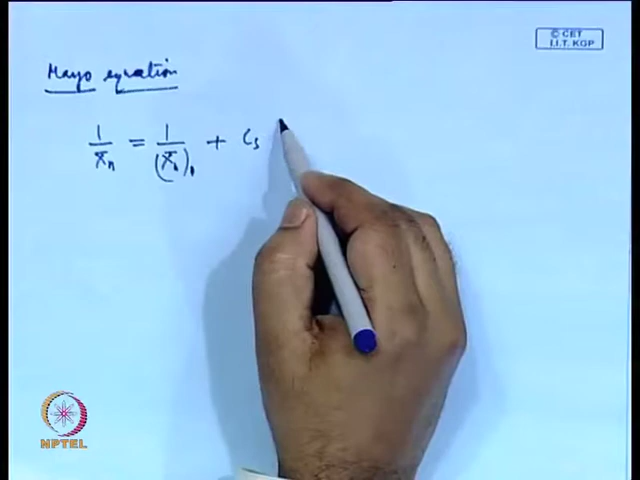 © CET
I.I.T. KGP
Mayo equation
1/X̄n = 1/(X̄n)0 + Cs
NPTEL